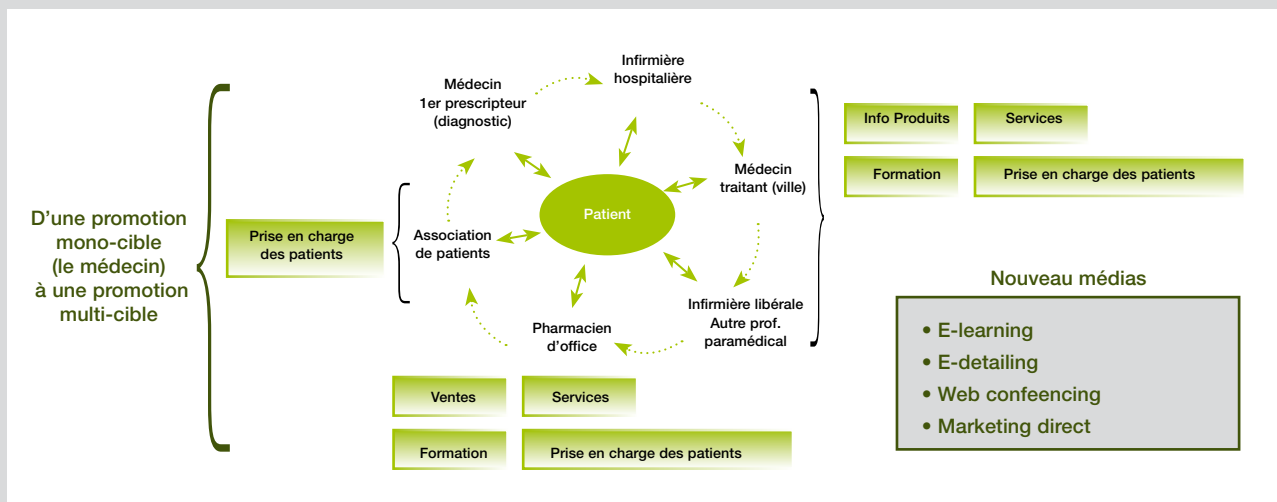 D'une promotion
mono-cible
(le médecin)
à une promotion
multi-cible
Prise en charge
des patients
Association
de patients
Médecin
1er prescripteur
(diagnostic)
Infirmière
hospitalière
Médecin
traitant (ville)
Patient
Infirmière libérale
Autre prof.
paramédical
Pharmacien
d'office
Ventes
Services
Formation
Prise en charge des patients
Info Produits
Services
Formation
Prise en charge des patients
Nouveau médias
• E-learning
• E-detailing
• Web confeencing
• Marketing direct